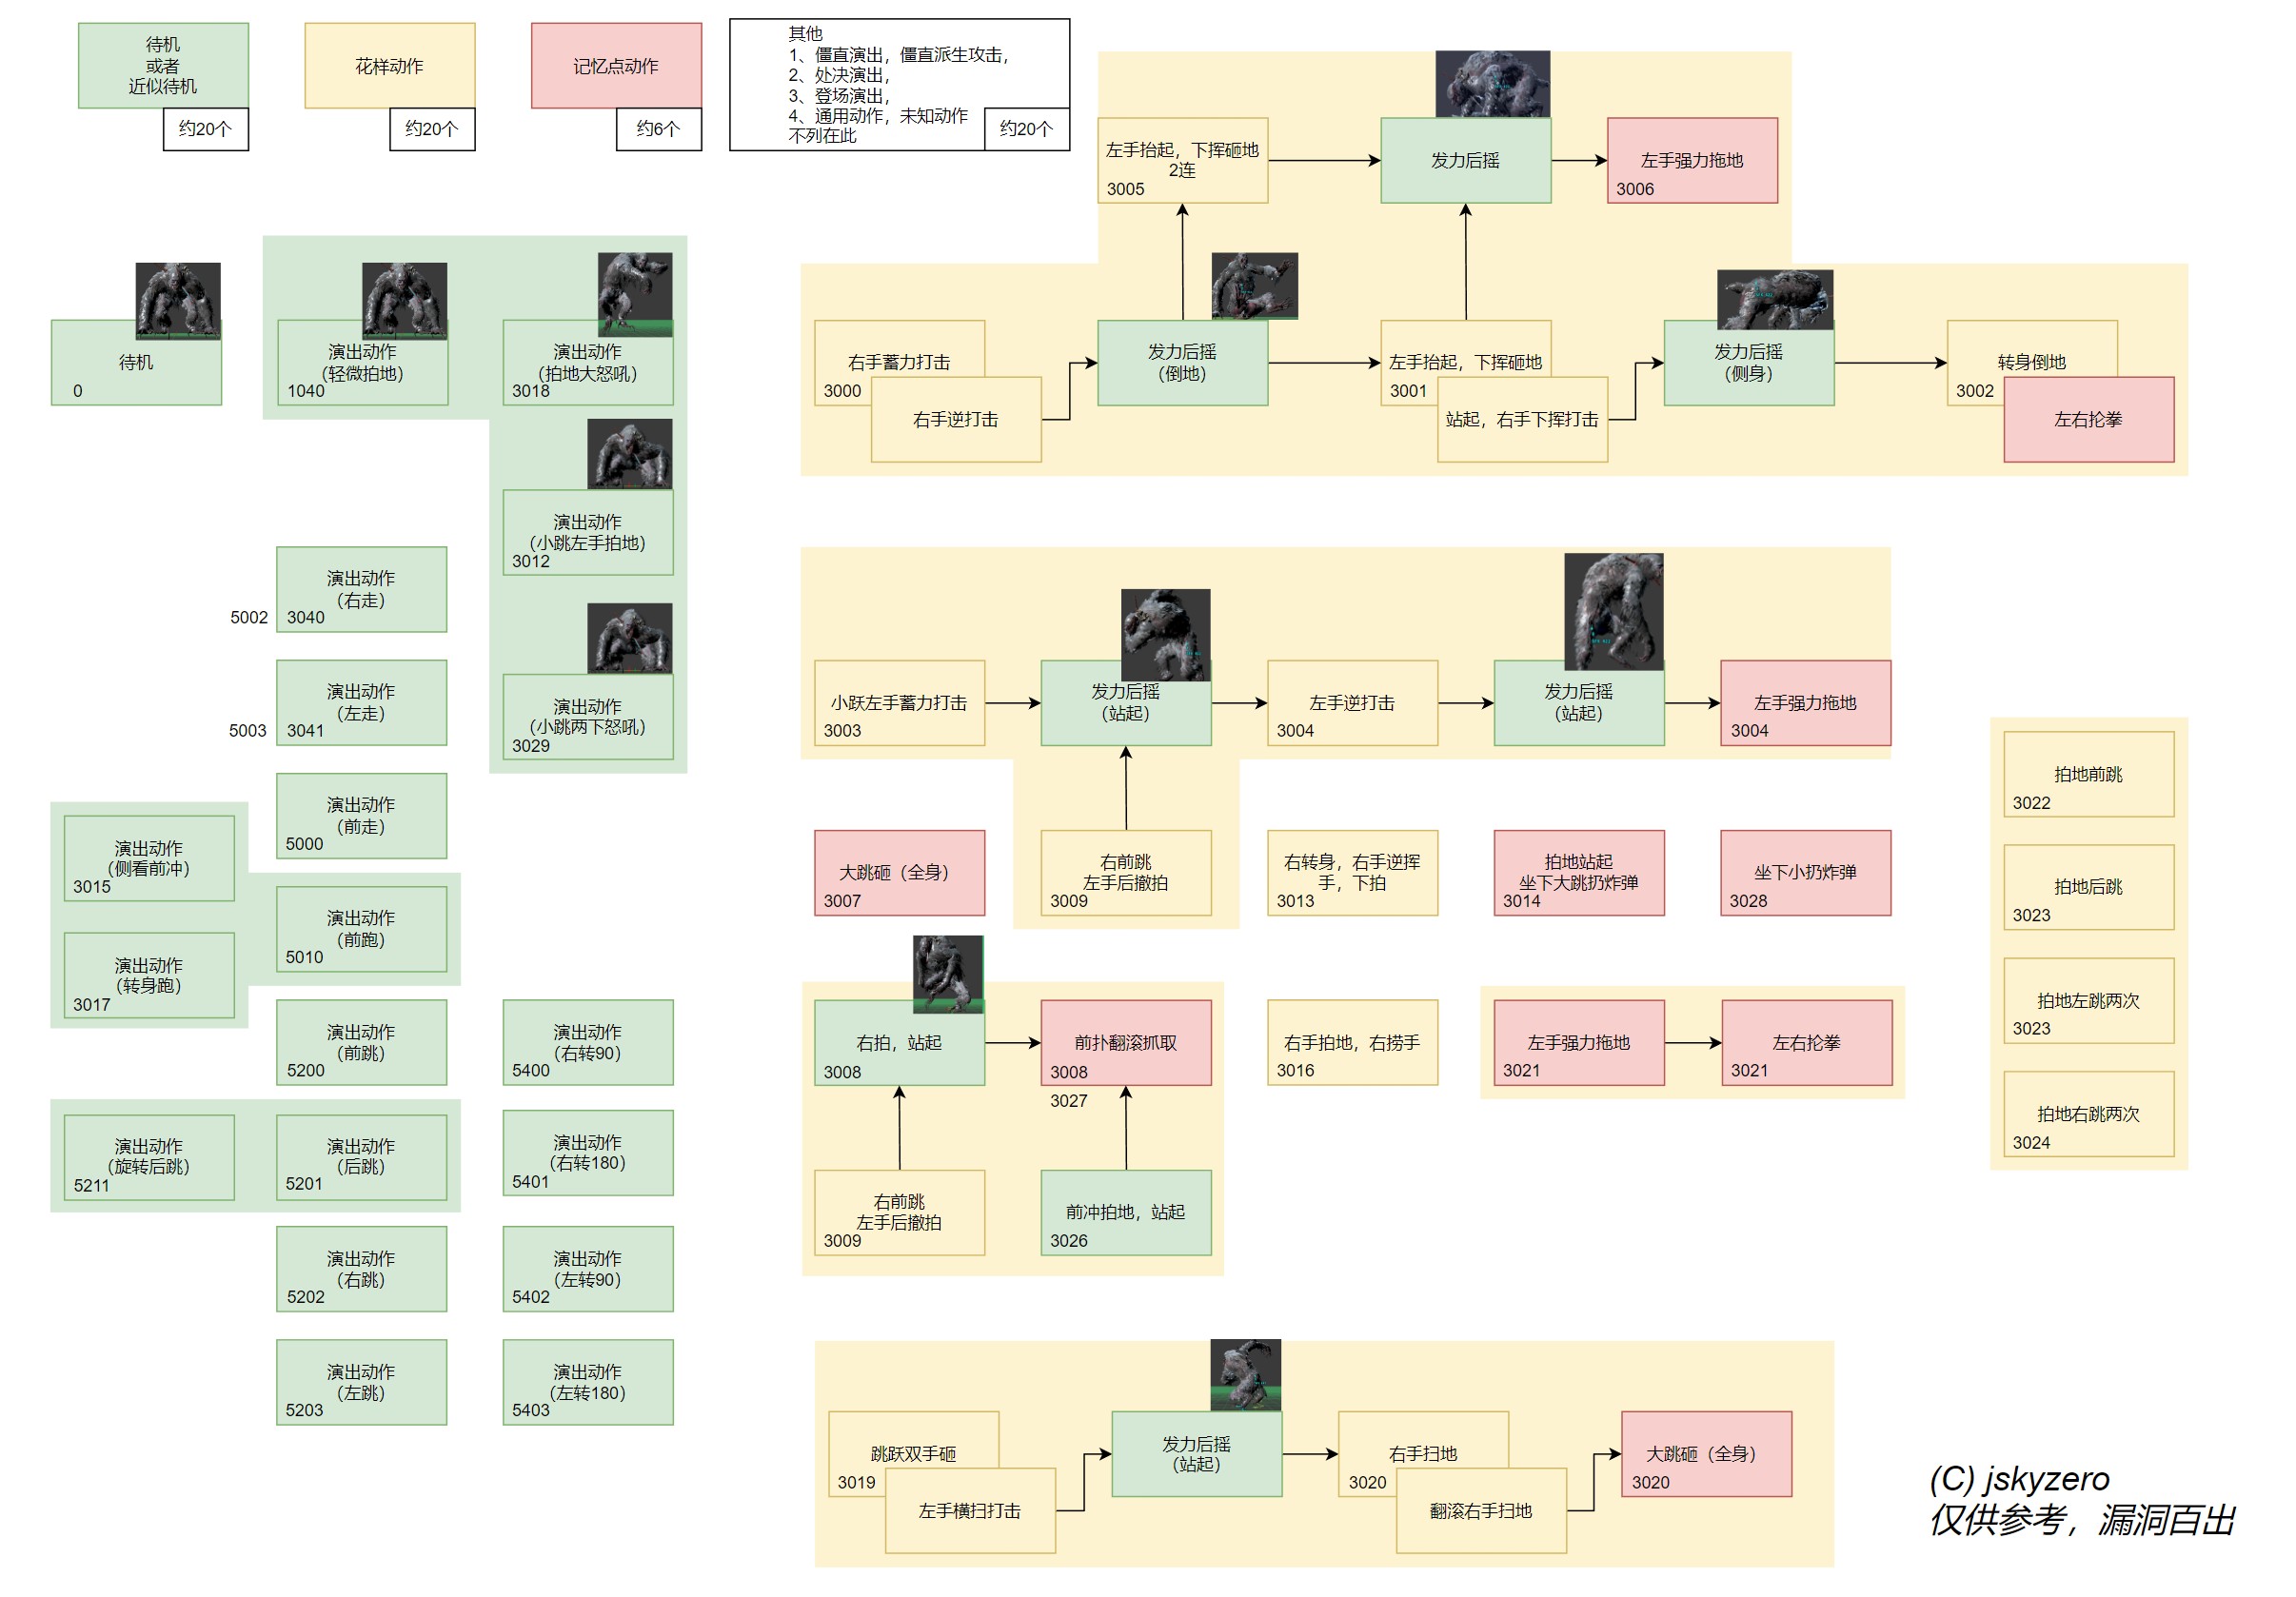 待机
或者
近似待机
约20个
花样动作
约20个
记忆点动作
约6个
其他
1、僵直演出，僵直派生攻击，
2、处决演出，
3、登场演出，
4、通用动作，未知动作
不列在此
约20个
左手抬起，下挥砸地
2连
3005
发力后摇
左手强力拖地
3006
待机
0
演出动作
（轻微拍地）
1040
演出动作
（拍地大怒吼）
3018
右手蓄力打击
3000
右手逆打击
发力后摇
（倒地）
左手抬起，下挥砸地
3001
站起，右手下挥打击
发力后摇
（侧身）
转身倒地
3002
左右抡拳
演出动作
（小跳左手拍地）
3012
演出动作
（小跳两下怒吼）
3029
5002
演出动作
（右走）
3040
5003
演出动作
（左走）
3041
演出动作
（前走）
5000
演出动作
（侧看前冲）
3015
演出动作
（转身跑）
3017
演出动作
（前跑）
5010
演出动作
（前跳）
5200
演出动作
（右转90）
5400
演出动作
（旋转后跳）
5211
演出动作
（后跳）
5201
演出动作
（右转180）
5401
演出动作
（右跳）
5202
演出动作
（左转90）
5402
演出动作
（左跳）
5203
演出动作
（左转180）
5403
小跃左手蓄力打击
3003
发力后摇
（站起）
左手逆打击
3004
发力后摇
（站起）
左手强力拖地
3004
大跳砸（全身）
3007
右前跳
左手后撤拍
3009
右转身，右手逆挥
手，下拍
3013
拍地站起
坐下大跳扔炸弹
3014
坐下小扔炸弹
3028
拍地前跳
3022
拍地后跳
3023
拍地左跳两次
3023
拍地右跳两次
3024
右拍，站起
3008
前扑翻滚抓取
3008
3027
右手拍地，右捞手
3016
左手强力拖地
3021
左右抡拳
3021
右前跳
左手后撤拍
3009
前冲拍地，站起
3026
跳跃双手砸
3019
左手横扫打击
发力后摇
（站起）
右手扫地
3020
翻滚右手扫地
大跳砸（全身）
3020
(C) jskyzero
仅供参考，漏洞百出